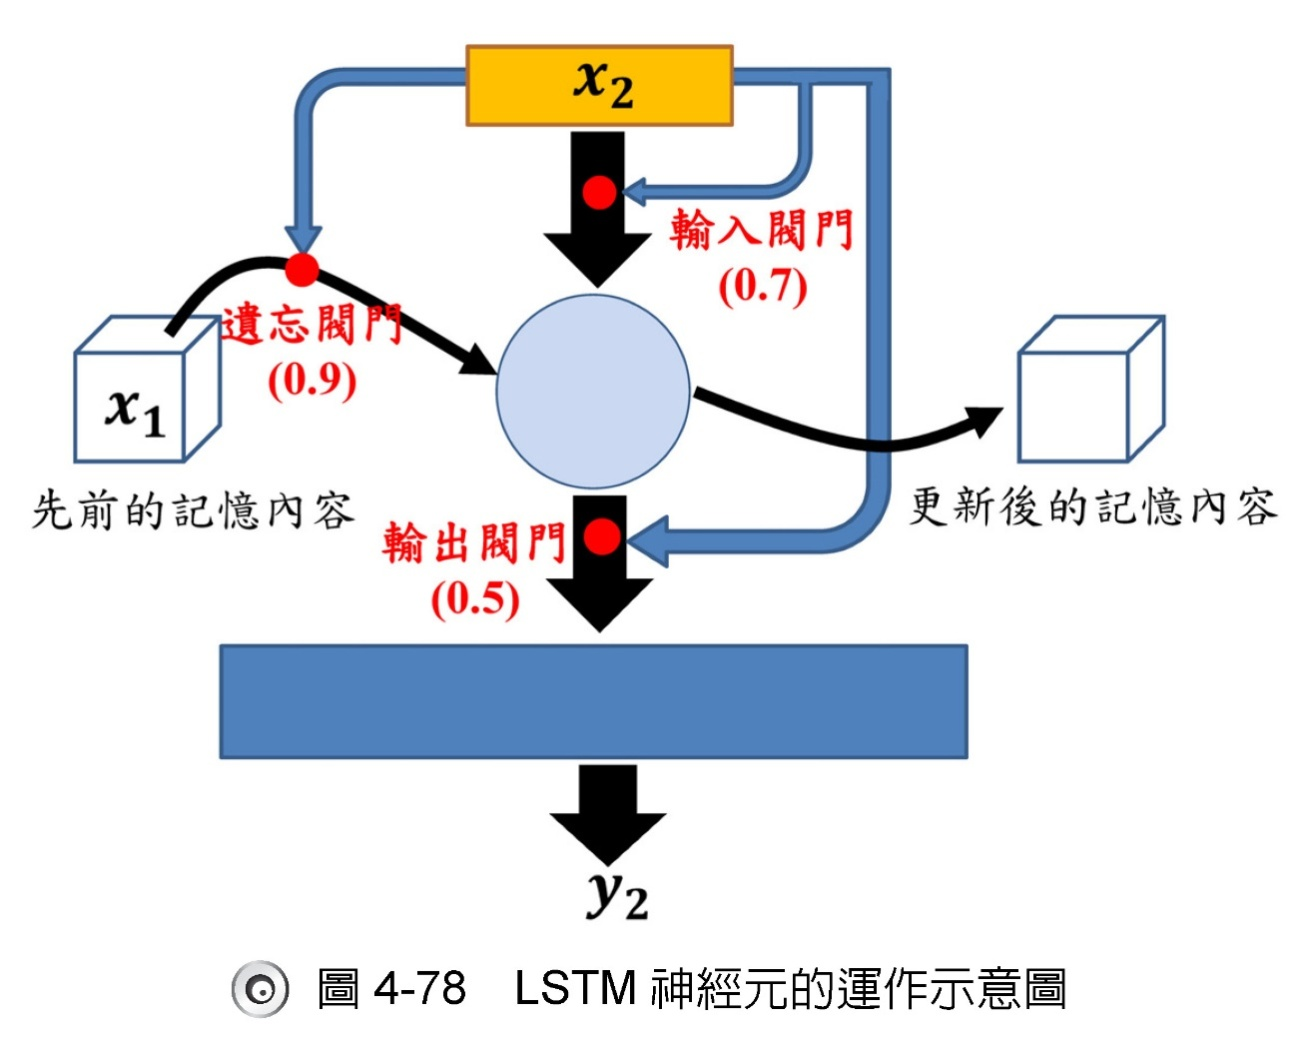 x₂
輸入閥門
(0.7)
遺忘閥門
(0.9)
x₁
先前的記憶內容
更新後的記憶內容
輸出閥門
(0.5)
y₂
圖 4-78 LSTM 神經元的運作示意圖